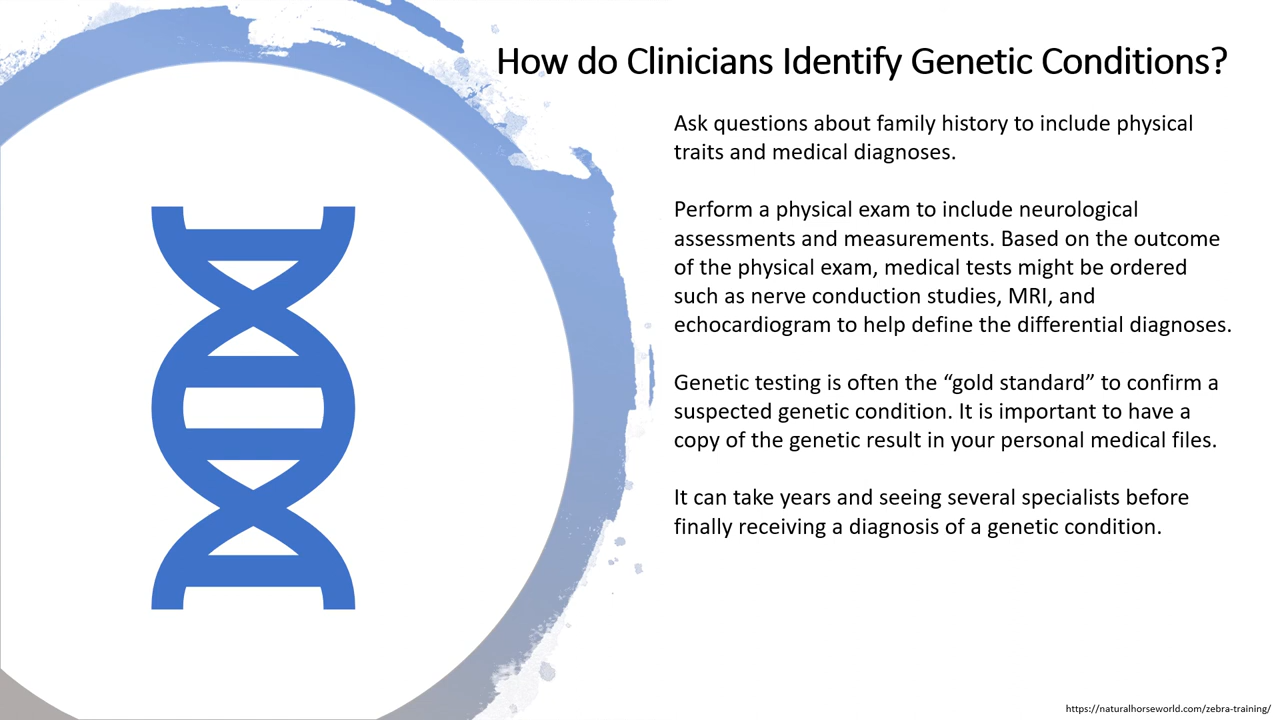 How do Clinicians Identify Genetic Conditions?
Ask questions about family history to include physical
traits and medical diagnoses.
Perform a physical exam to include neurological
assessments and measurements. Based on the outcome
of the physical exam, medical tests might be ordered
such as nerve conduction studies, MRI, and
echocardiogram to help define the differential diagnoses.
Genetic testing is often the “gold standard” to confirm a
suspected genetic condition. It is important to have a
copy of the genetic result in your personal medical files.
It can take years and seeing several specialists before
finally receiving a diagnosis of a genetic condition.
https://naturalhorseworld.com/zebra-training/